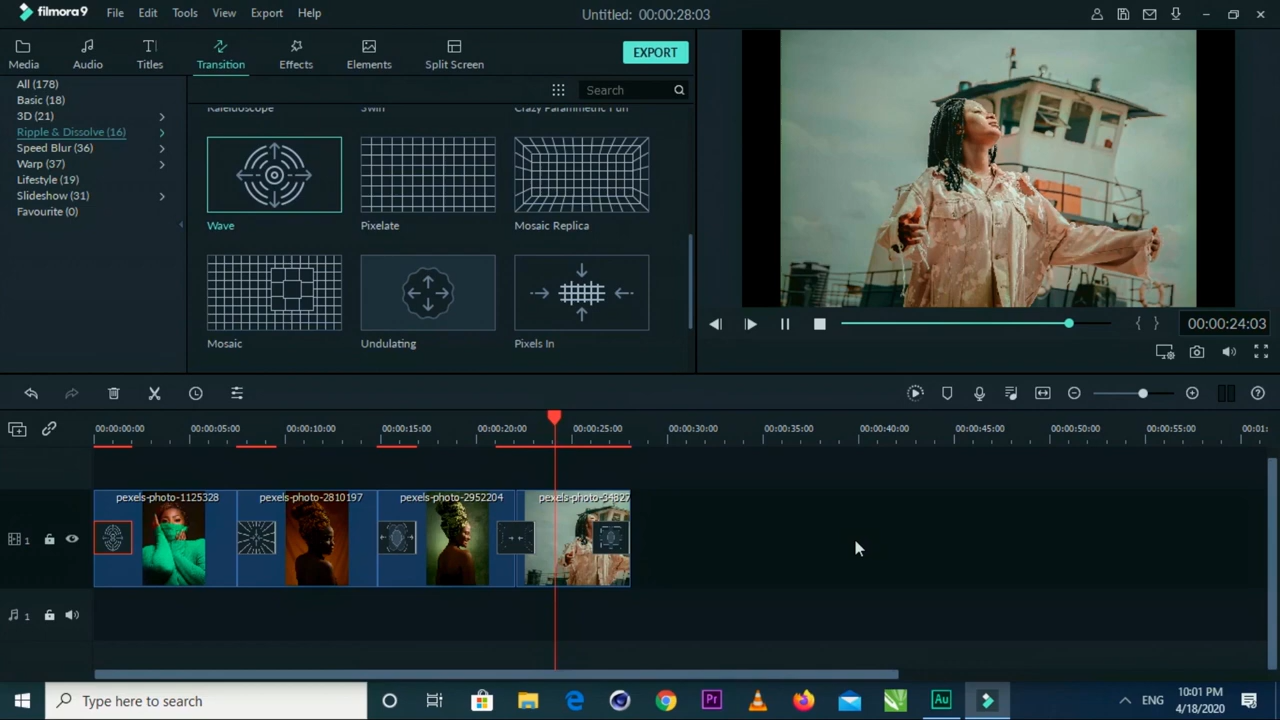 filmora9 File Edit Tools View Export Help Untitled: 00:00:28:03
Media Audio Titles Transition Effects Elements Split Screen EXPORT
All (178)
Basic (18)
3D (21)
Ripple & Dissolve (16)
Speed Blur (36)
Warp (37)
Lifestyle (19)
Slideshow (31)
Favourite (0)
Search
Kaleidoscope Swirl Crazy Parametric Fun
Wave Pixelate Mosaic Replica
Mosaic Undulating Pixels In
{ } 00:00:24:03
00:00:00:00 00:00:05:00 00:00:10:00 00:00:15:00 00:00:20:00 00:00:25:00 00:00:30:00 00:00:35:00 00:00:40:00 00:00:45:00 00:00:50:00 00:00:55:00 00:01:
pexels-photo-1125328 pexels-photo-2810197 pexels-photo-2952204 pexels-photo-34827
1
1
Type here to search
Pr Au
ENG
10:01 PM
4/18/2020